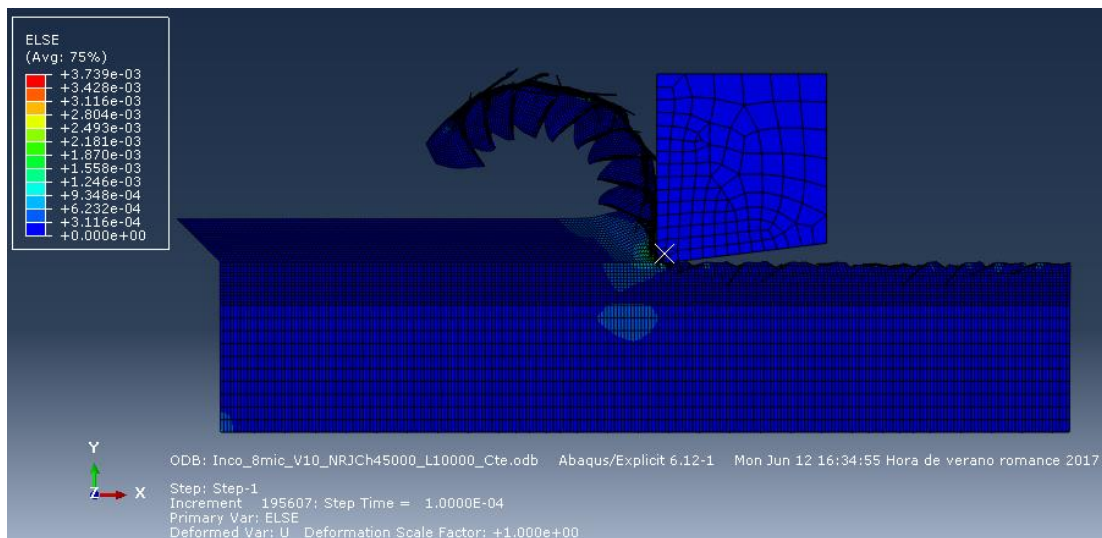 ELSE
(Avg: 75%)
+3.739e-03
+3.428e-03
+3.116e-03
+2.804e-03
+2.493e-03
+2.181e-03
+1.870e-03
+1.558e-03
+1.246e-03
+9.348e-04
+6.232e-04
+3.116e-04
+0.000e+00
Y
Z X
ODB: Inco_8mic_V10_NRJCh45000_L10000_Cte.odb Abaqus/Explicit 6.12-1 Mon Jun 12 16:34:55 Hora de verano romance 2017
Step: Step-1
Increment 195607: Step Time = 1.0000E-04
Primary Var: ELSE
Deformed Var: U Deformation Scale Factor: +1.000e+00